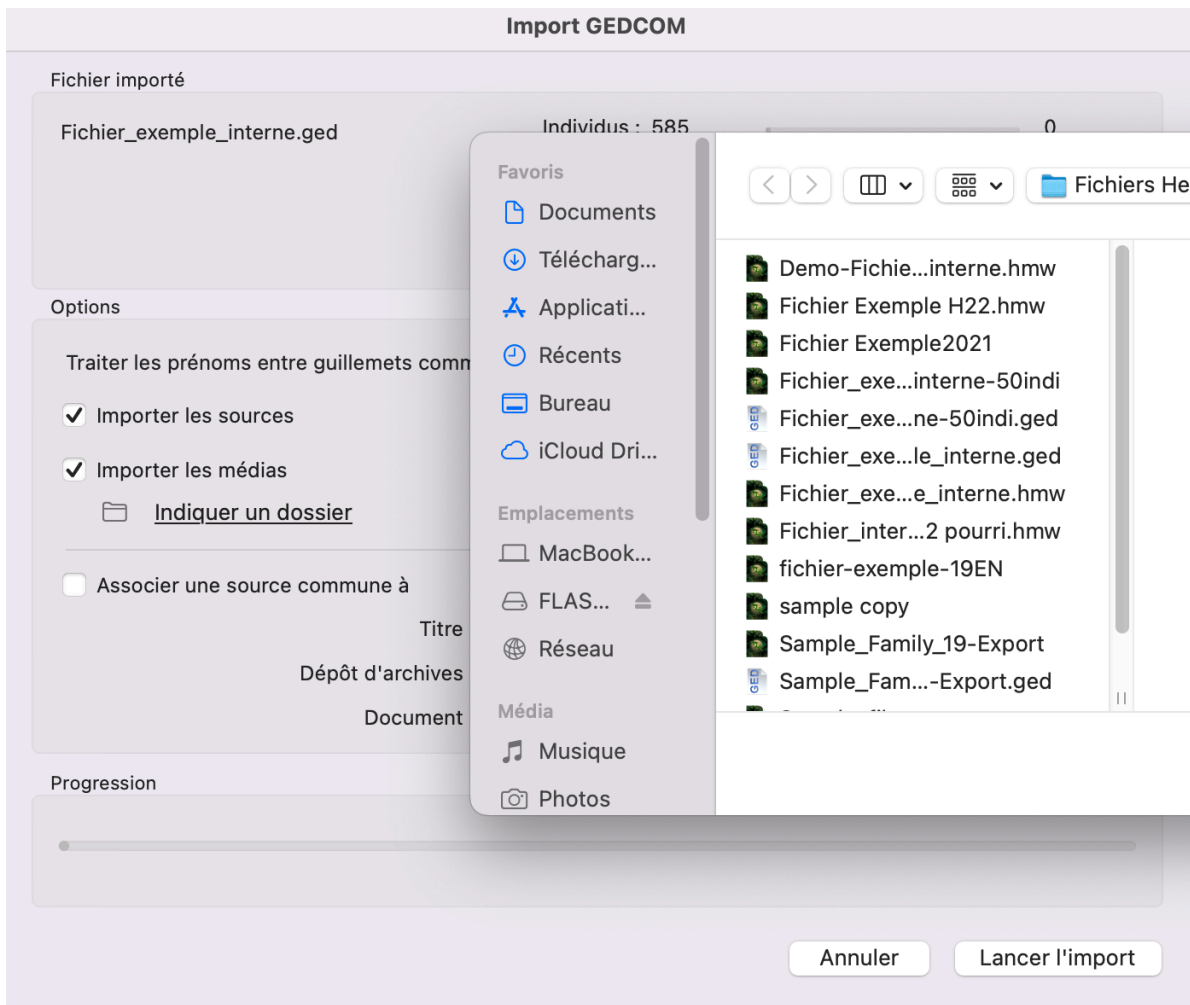 Import GEDCOM
Fichier importé
Fichier_exemple_interne.ged
Individus : 585
0
Options
Traiter les prénoms entre guillemets comm
Importer les sources
Importer les médias
Indiquer un dossier
Associer une source commune à
Titre
Dépôt d'archives
Document
Progression
Favoris
Documents
Télécharg...
Applicati...
Récents
Bureau
iCloud Dri...
Emplacements
MacBook...
FLAS...
Réseau
Média
Musique
Photos
Fichiers He
Demo-Fichie...interne.hmw
Fichier Exemple H22.hmw
Fichier Exemple2021
Fichier_exe...interne-50indi
GED Fichier_exe...ne-50indi.ged
GED Fichier_exe...le_interne.ged
Fichier_exe...e_interne.hmw
Fichier_inter...2 pourri.hmw
fichier-exemple-19EN
sample copy
Sample_Family_19-Export
GED Sample_Fam...-Export.ged
Annuler
Lancer l'import